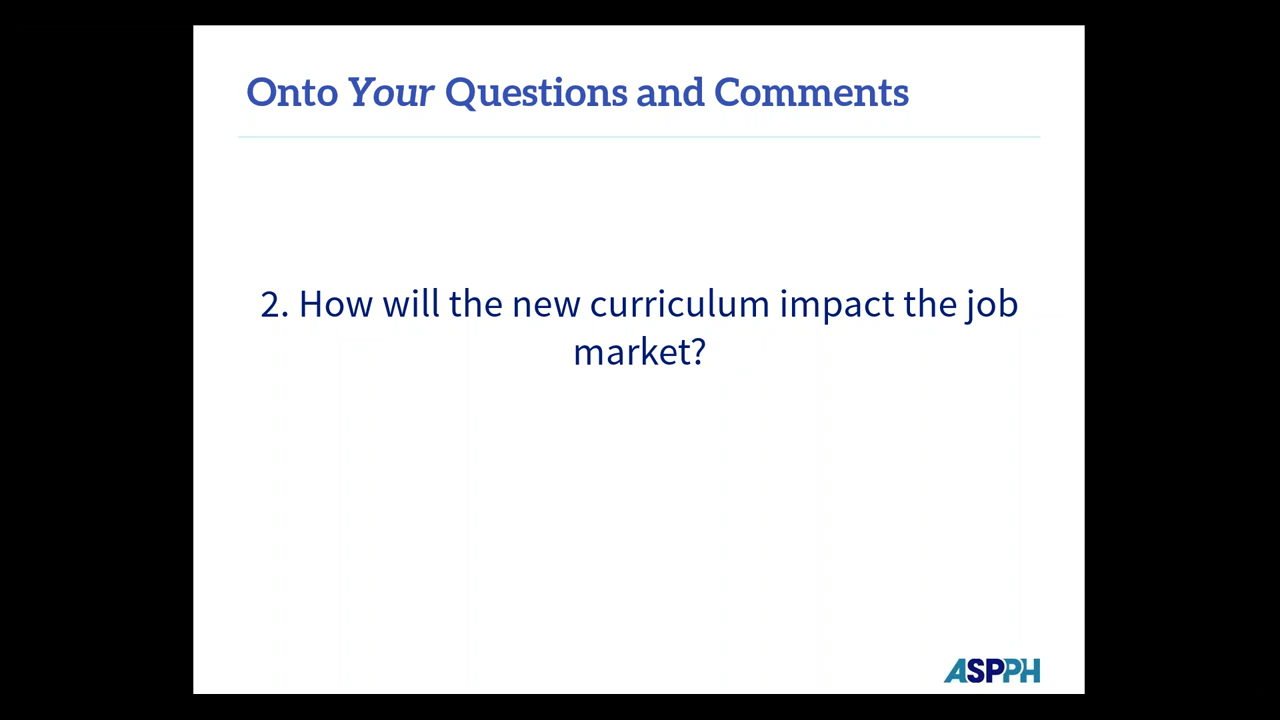 Onto Your Questions and Comments
2. How will the new curriculum impact the job
market?
ASPPH